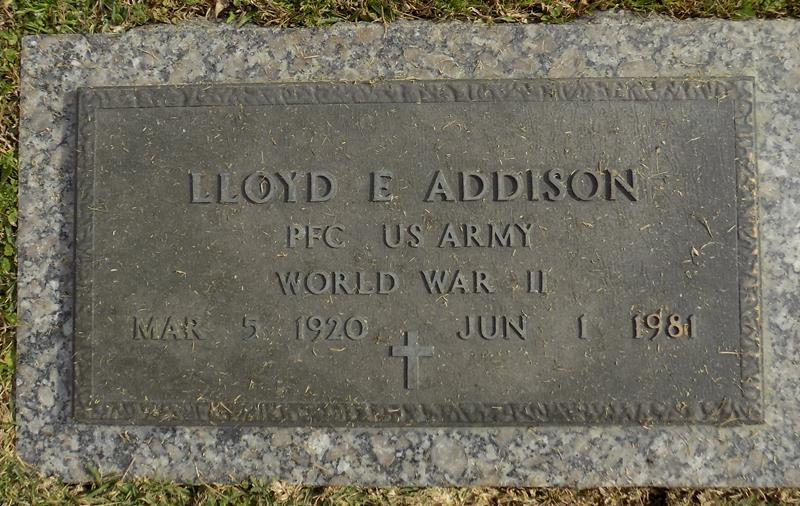 LLOYD E ADDISON
PFC US ARMY
WORLD WAR II
MAR 5 1920 JUN 1 1981